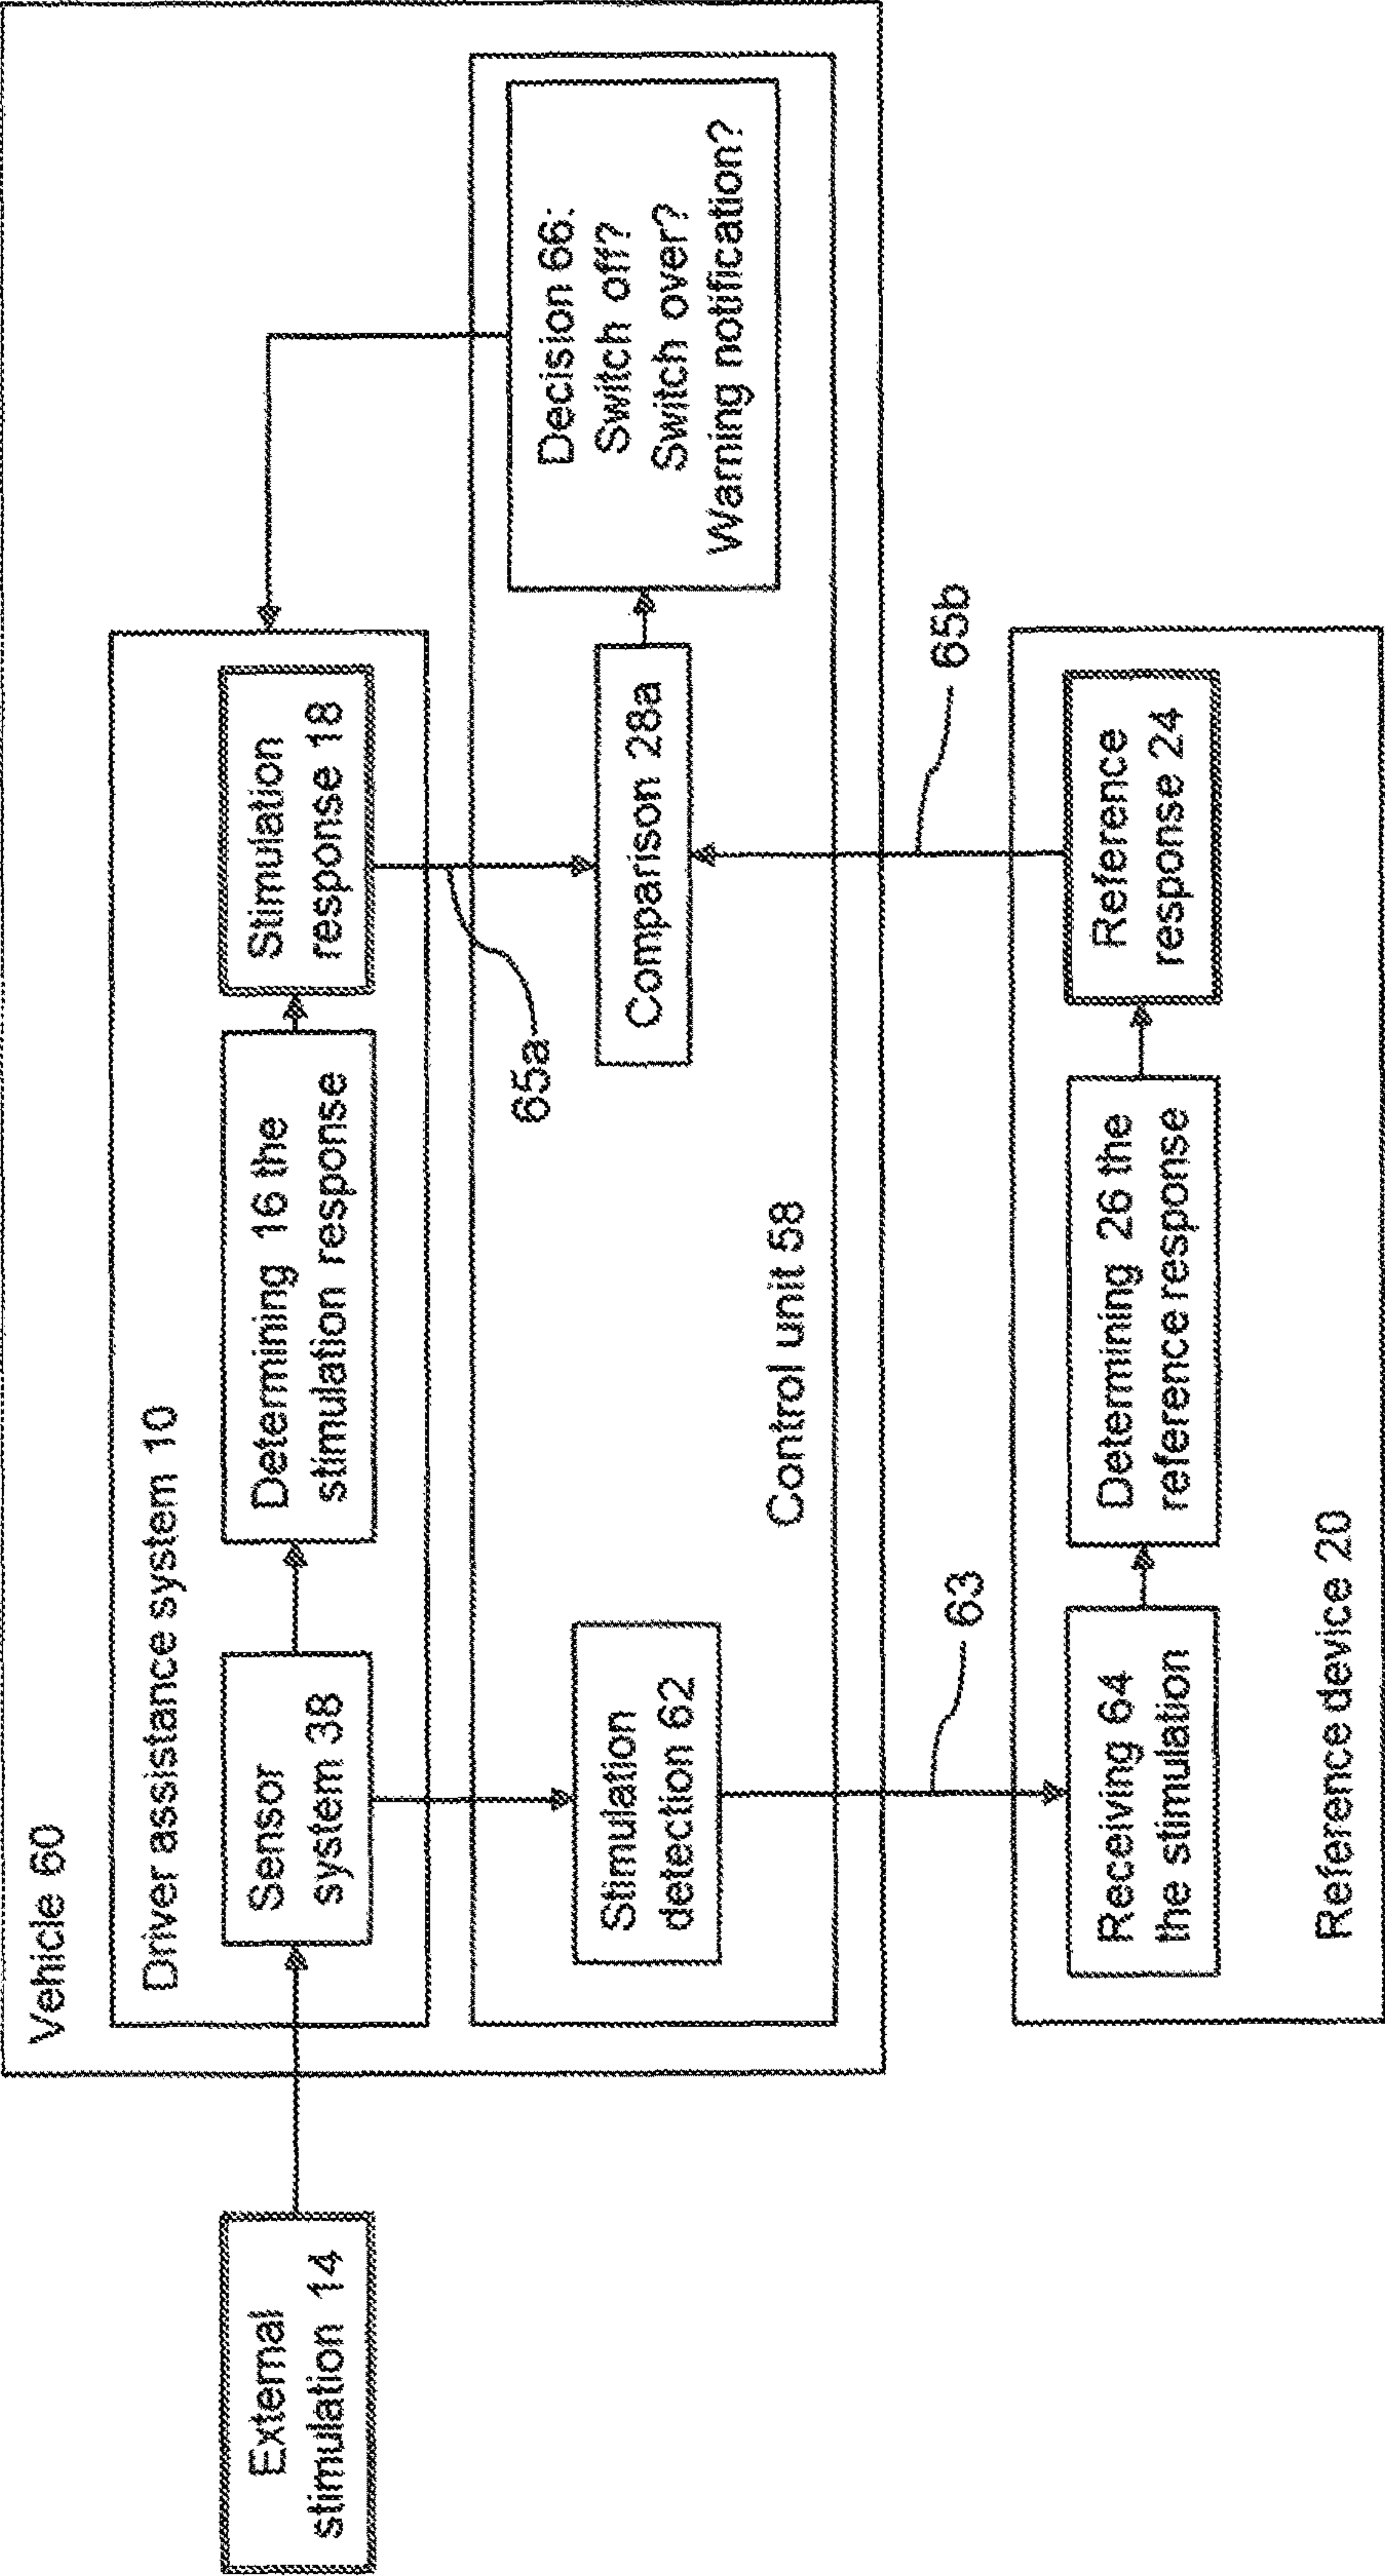 Vehicle 60
Driver assistance system 10
External
stimulation 14
Sensor
system 38
Determining 16 the
stimulation response
Stimulation
response 18
65a
Stimulation
detection 62
Comparison 28a
Decision 66:
Switch off?
Switch over?
Warning notification?
Control unit 58
63
65b
Receiving 64
the stimulation
Determining 26 the
reference response
Reference
response 24
Reference device 20